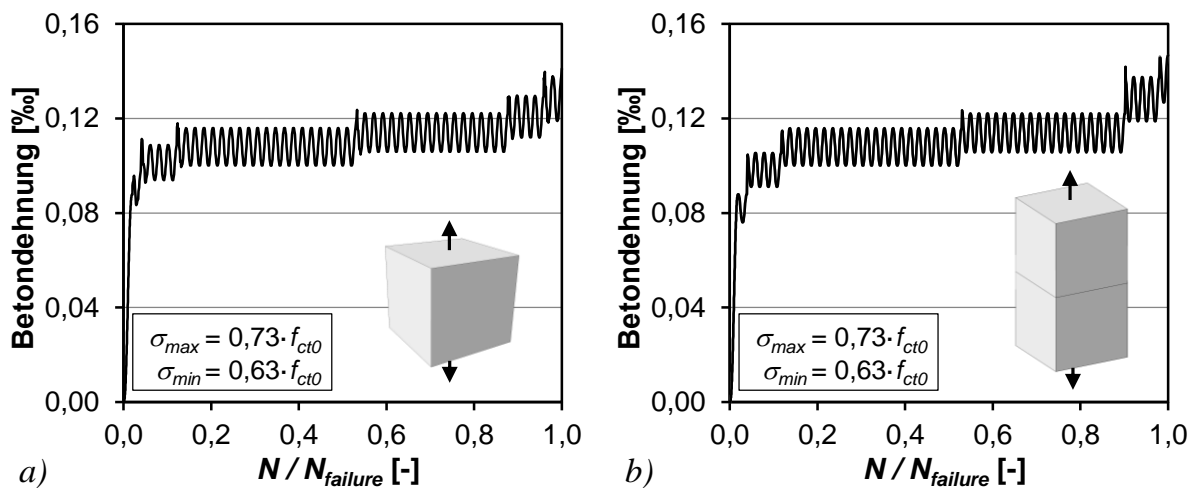 0,16
0,12
0,08
0,04
0,00
Betondehnung [‰]
σmax = 0,73·fct0
σmin = 0,63·fct0
0,0 0,2 0,4 0,6 0,8 1,0
a)
N / Nfailure [-]
0,16
0,12
0,08
0,04
0,00
Betondehnung [‰]
σmax = 0,73·fct0
σmin = 0,63·fct0
0,0 0,2 0,4 0,6 0,8 1,0
b)
N / Nfailure [-]